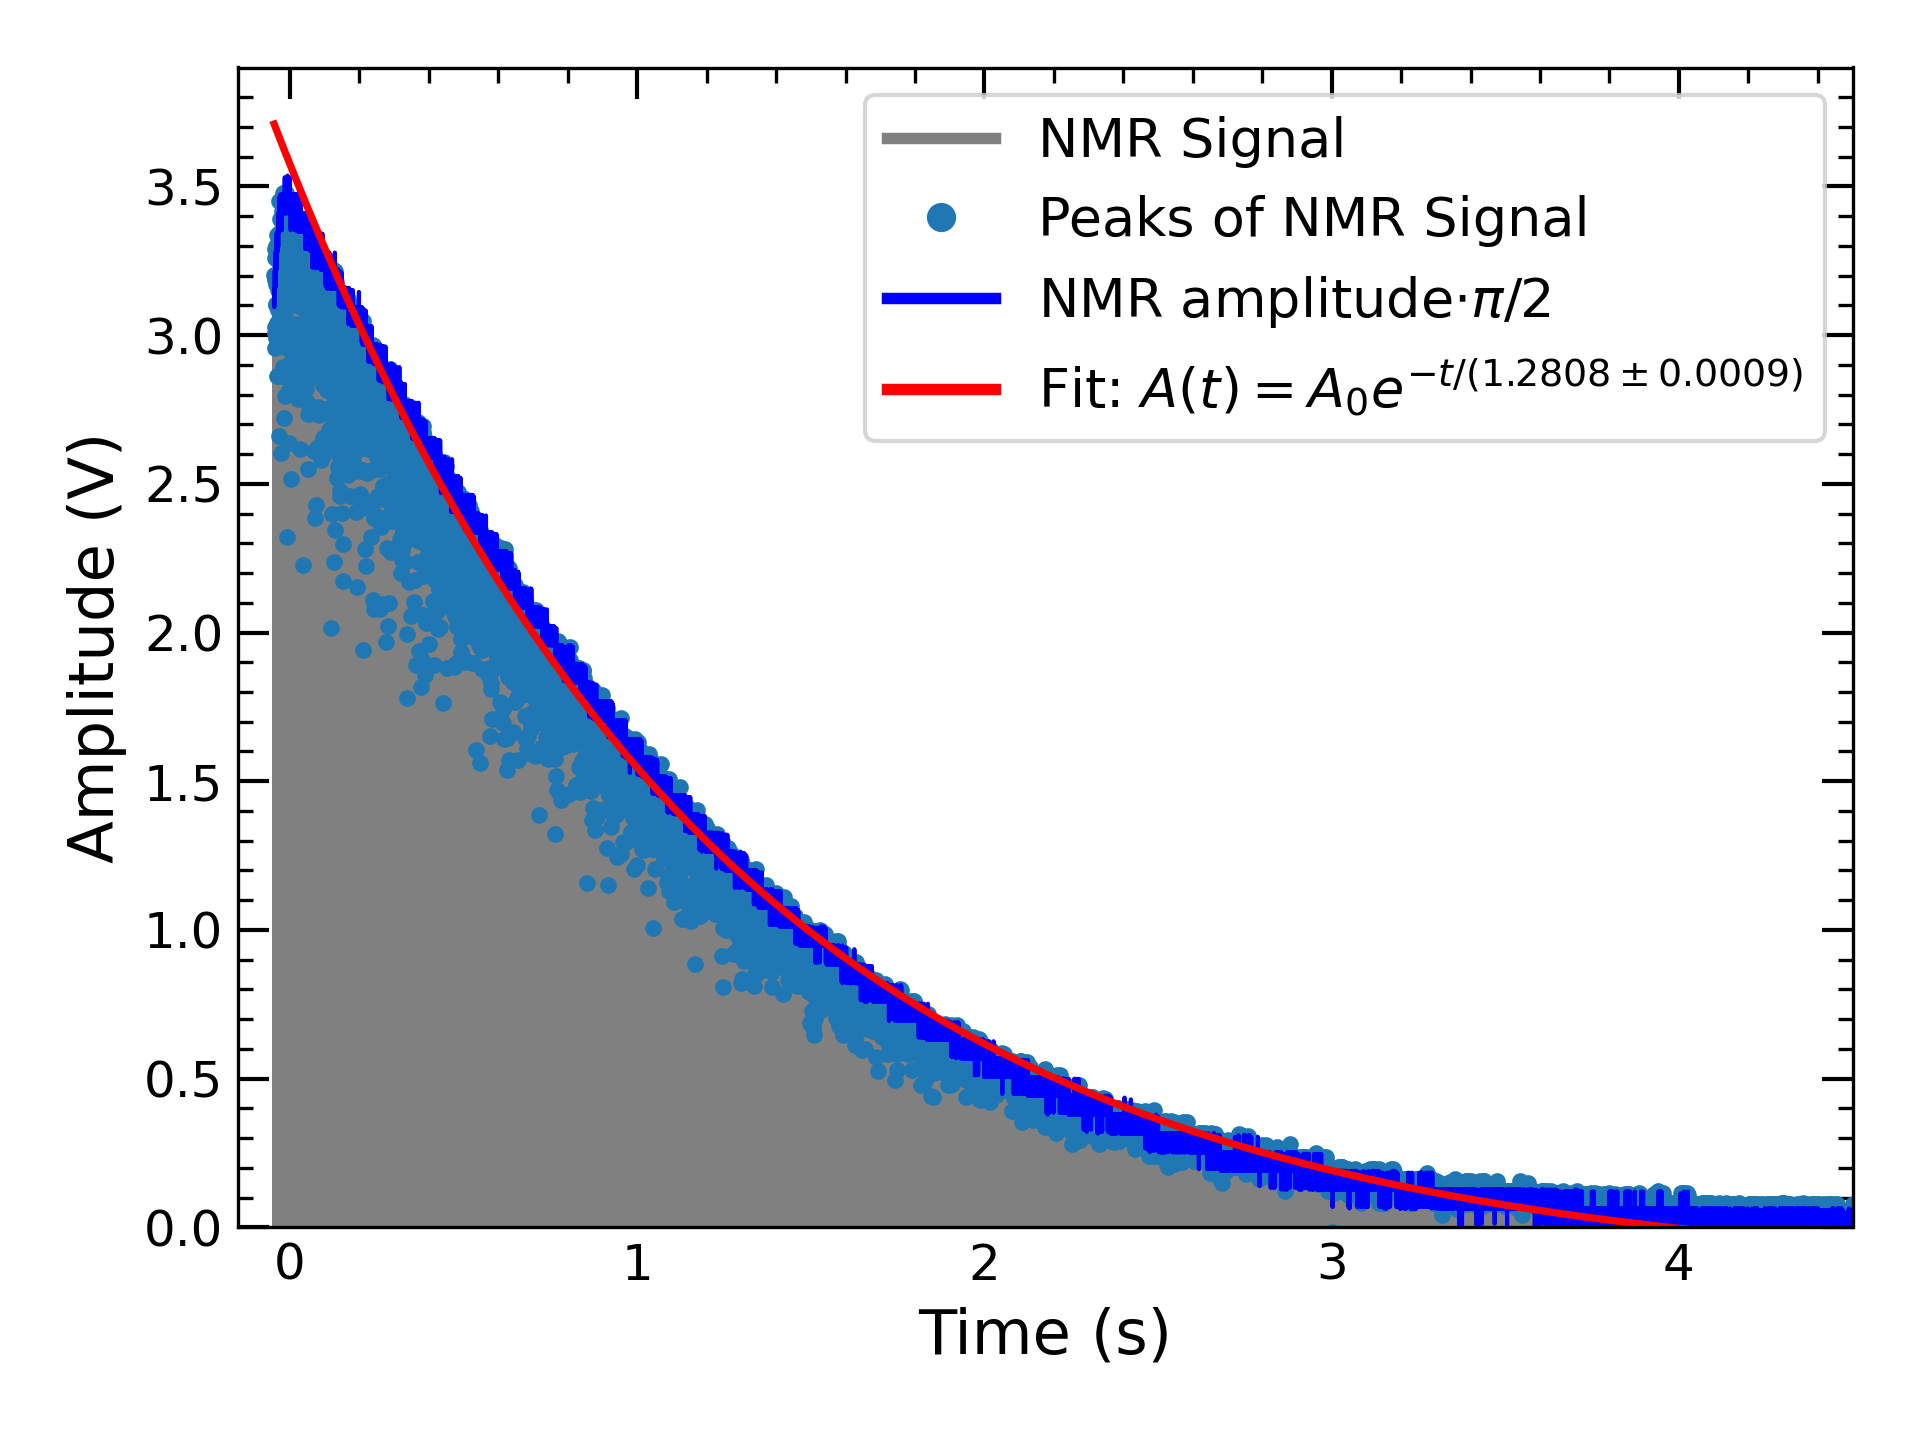 NMR Signal
Peaks of NMR Signal
NMR amplitude·π/2
Fit: A(t) = A₀e^{−t/(1.2808 ± 0.0009)}
Amplitude (V)
3.5
3.0
2.5
2.0
1.5
1.0
0.5
0.0
0 1 2 3 4
Time (s)